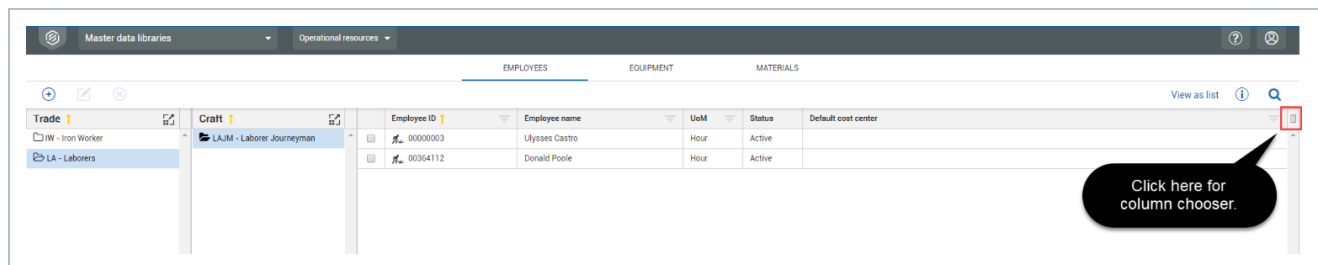 Master data libraries Operational resources ?
EMPLOYEES EQUIPMENT MATERIALS
View as list i
Trade Craft Employee ID Employee name UoM Status Default cost center
IW - Iron Worker LAJM - Laborer Journeyman 00000003 Ulysses Castro Hour Active
LA - Laborers 00364112 Donald Poole Hour Active
Click here for
column chooser.